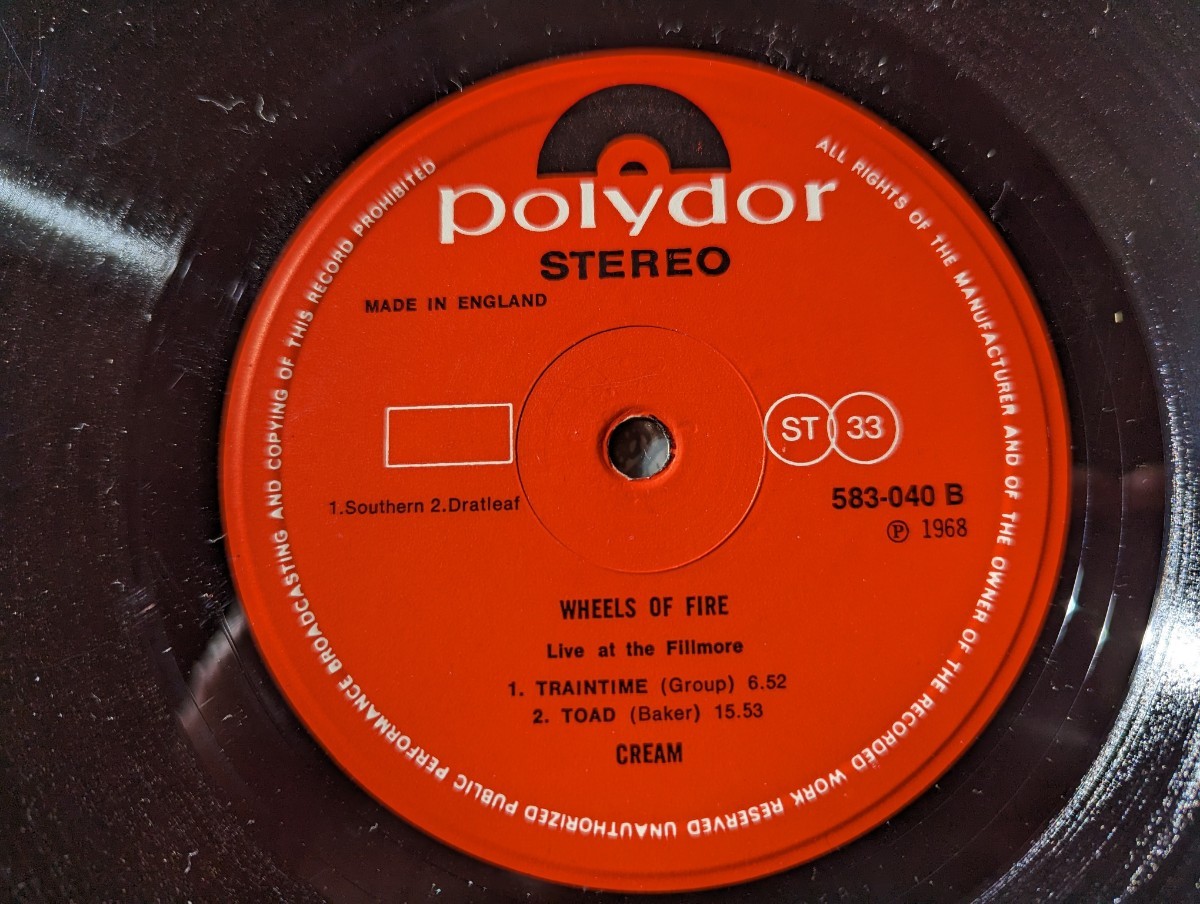 polydor
STEREO
MADE IN ENGLAND
ST 33
1.Southern 2.Dratleaf
583-040 B
℗ 1968
WHEELS OF FIRE
Live at the Fillmore
1. TRAINTIME (Group) 6.52
2. TOAD (Baker) 15.53
CREAM
ALL RIGHTS OF THE MANUFACTURER AND OF THE OWNER OF THE RECORDED WORK RESERVED UNAUTHORIZED PUBLIC PERFORMANCE BROADCASTING AND COPYING OF THIS RECORD PROHIBITED